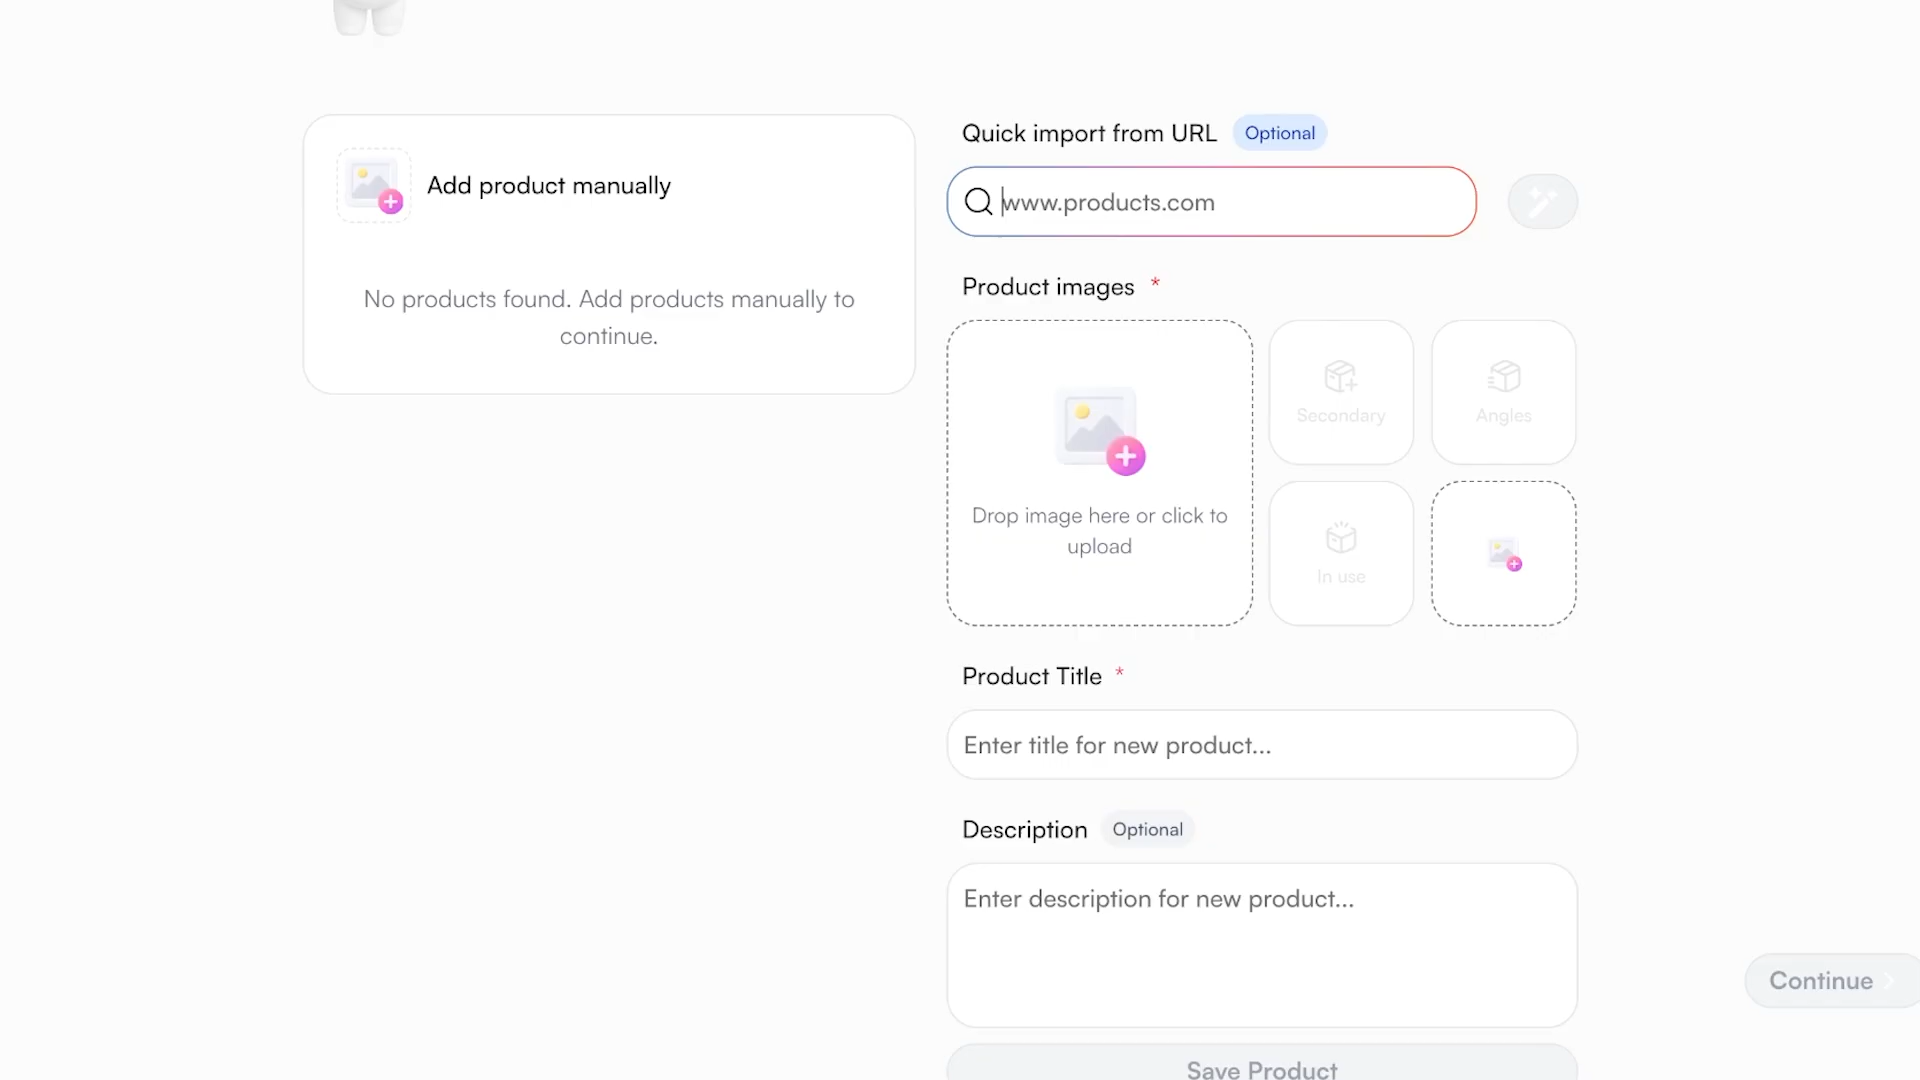 Add product manually
No products found. Add products manually to
continue.
Quick import from URL Optional
www.products.com
Product images *
Drop image here or click to
upload
Secondary
Angles
In use
Product Title *
Enter title for new product...
Description Optional
Enter description for new product...
Continue
Save Product